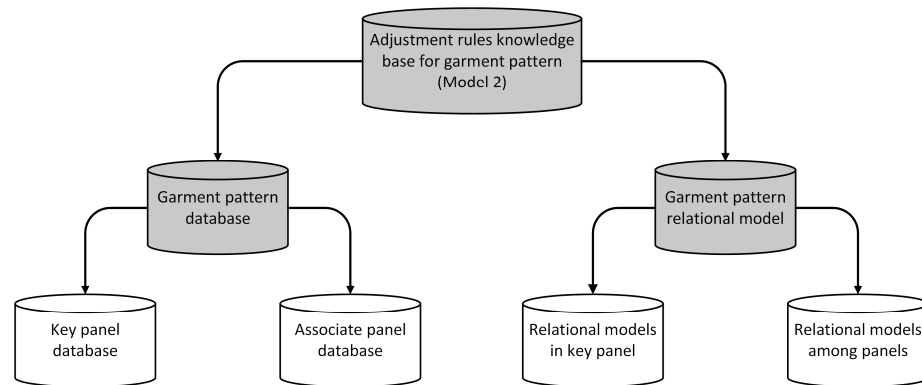 Adjustment rules knowledge
base for garment pattern
(Model 2)
Garment pattern
database
Garment pattern
relational model
Key panel
database
Associate panel
database
Relational models
in key panel
Relational models
among panels